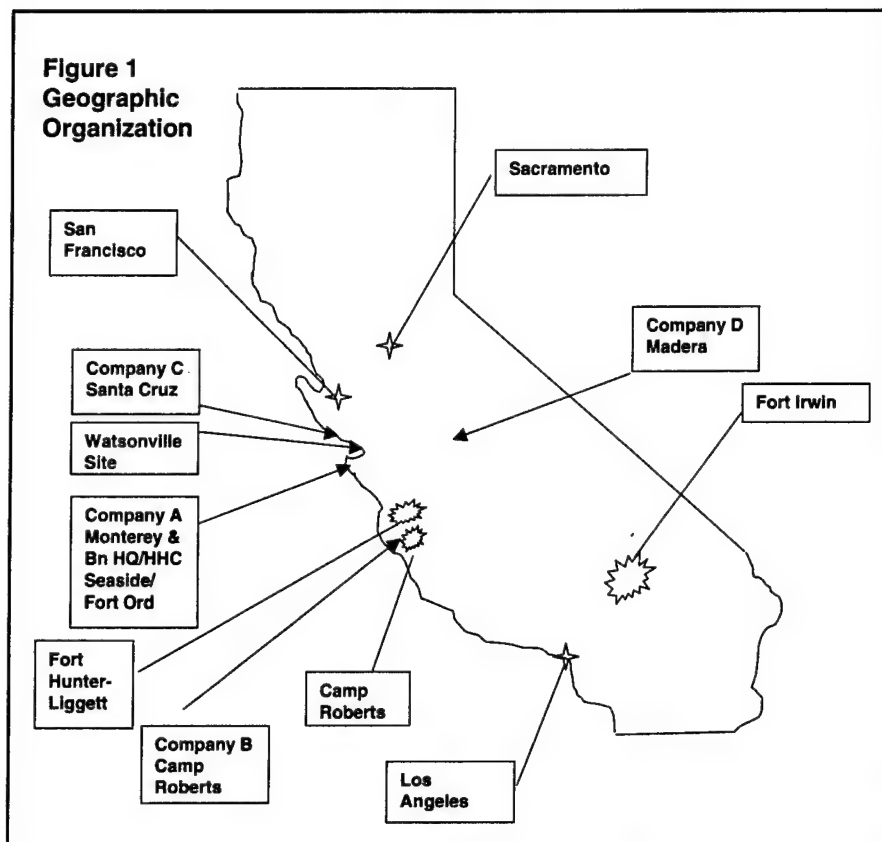 Figure 1
Geographic
Organization
Sacramento
San
Francisco
Company D
Madera
Company C
Santa Cruz
Fort Irwin
Watsonville
Site
Company A
Monterey &
Bn HQ/HHC
Seaside/
Fort Ord
Fort
Hunter-
Liggett
Camp
Roberts
Company B
Camp
Roberts
Los
Angeles